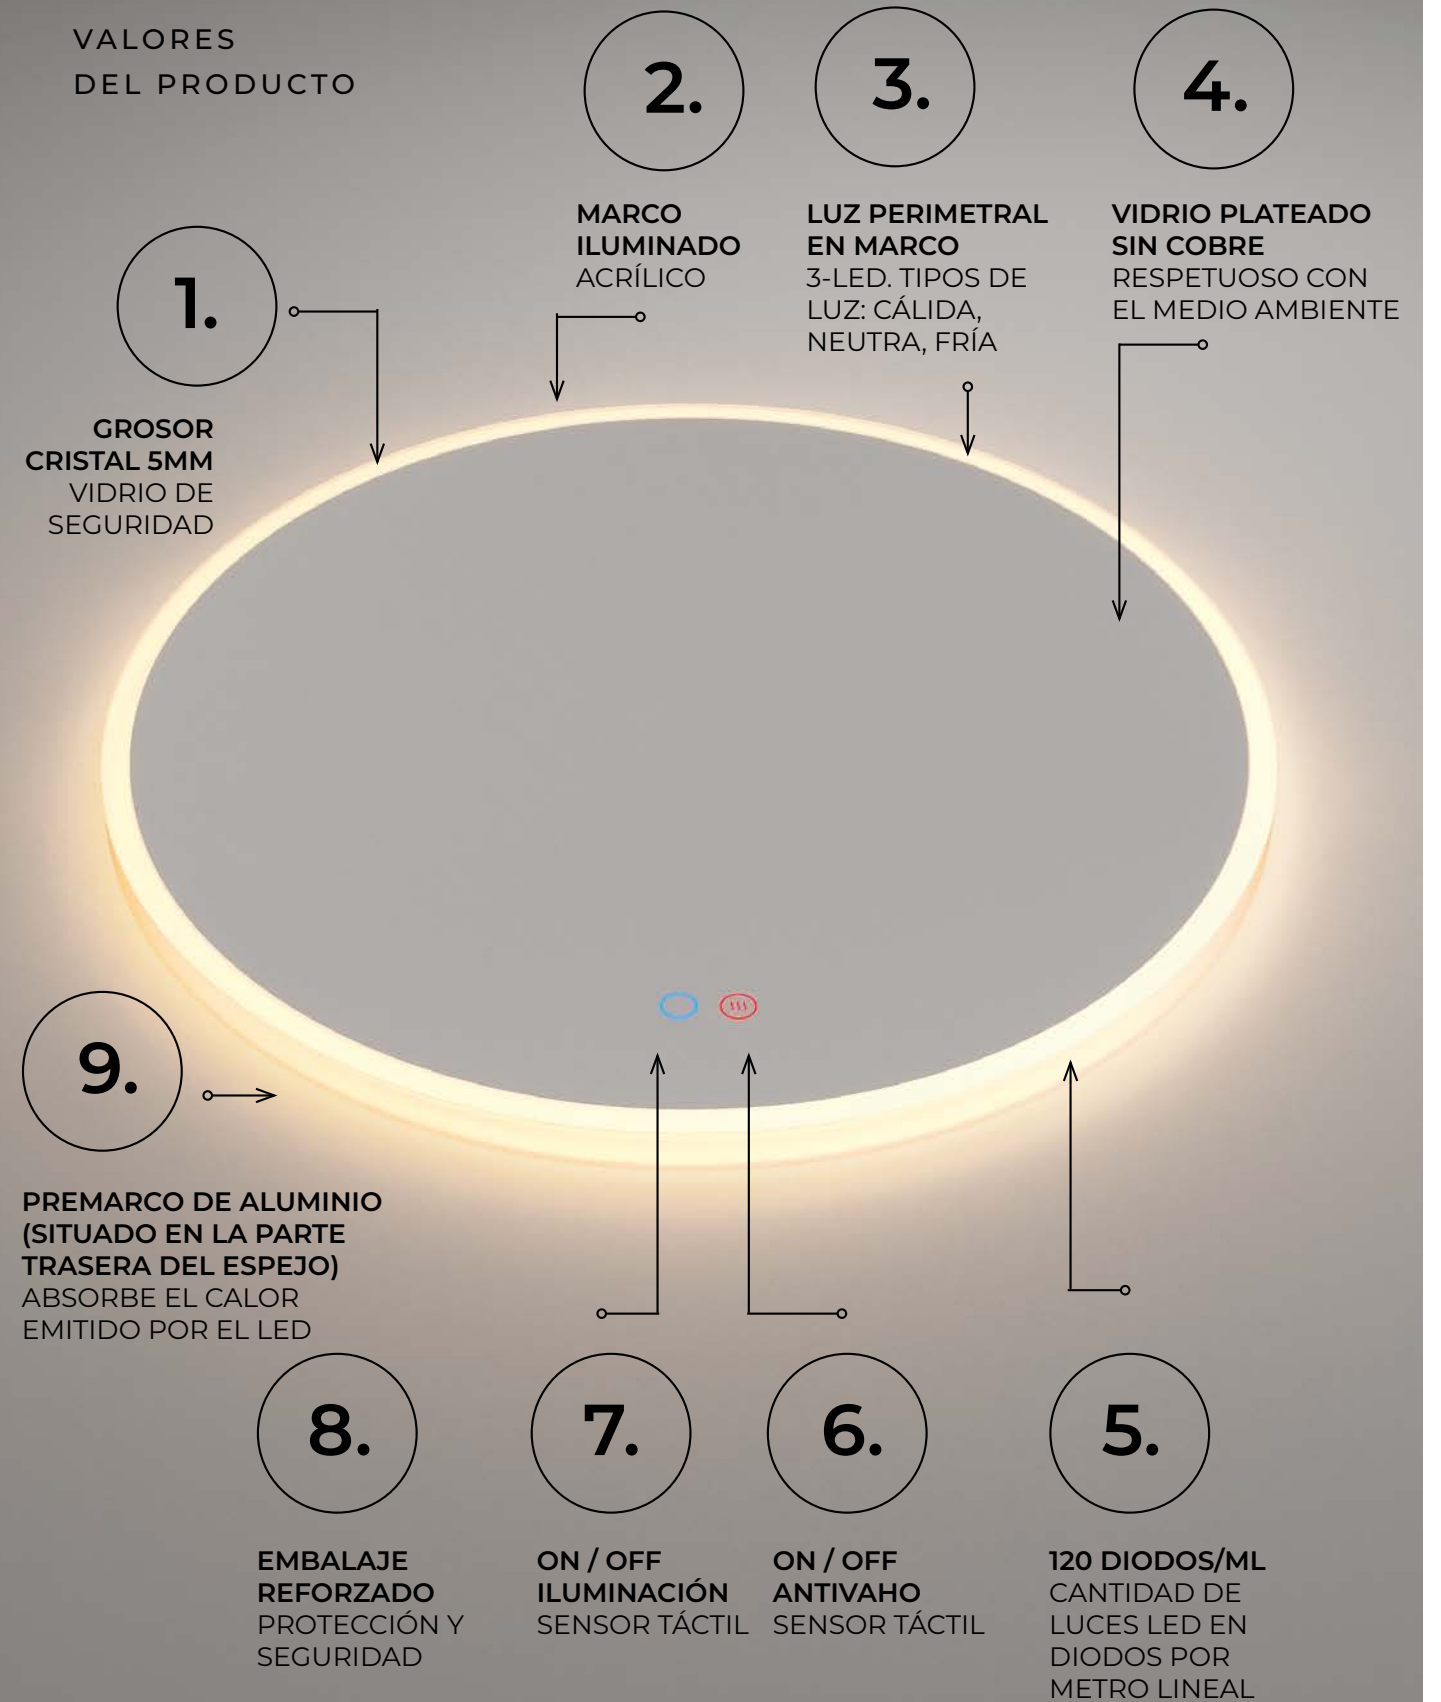 VALORES
DEL PRODUCTO
1.
GROSOR
CRISTAL 5MM
VIDRIO DE
SEGURIDAD
2.
MARCO
ILUMINADO
ACRÍLICO
3.
LUZ PERIMETRAL
EN MARCO
3-LED. TIPOS DE
LUZ: CÁLIDA,
NEUTRA, FRÍA
4.
VIDRIO PLATEADO
SIN COBRE
RESPETUOSO CON
EL MEDIO AMBIENTE
9.
PREMARCO DE ALUMINIO
(SITUADO EN LA PARTE
TRASERA DEL ESPEJO)
ABSORBE EL CALOR
EMITIDO POR EL LED
8.
EMBALAJE
REFORZADO
PROTECCIÓN Y
SEGURIDAD
7.
ON / OFF
ILUMINACIÓN
SENSOR TÁCTIL
6.
ON / OFF
ANTIVAHO
SENSOR TÁCTIL
5.
120 DIODOS/ML
CANTIDAD DE
LUCES LED EN
DIODOS POR
METRO LINEAL